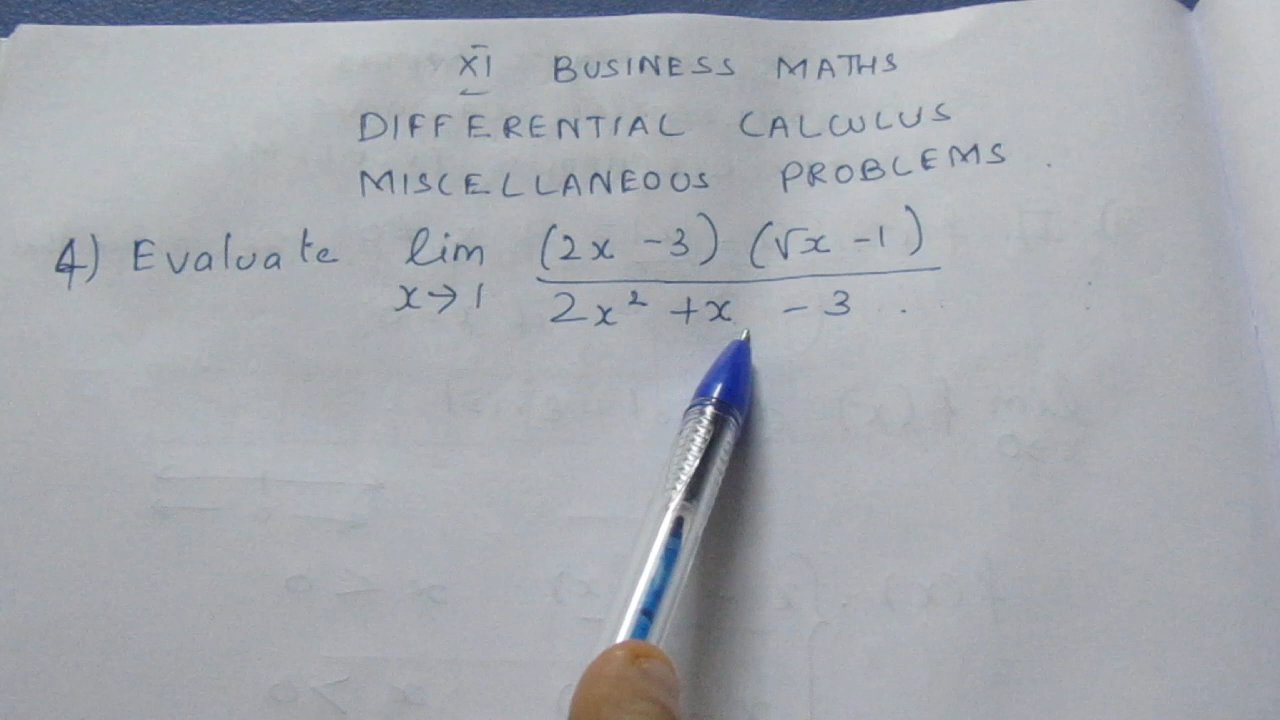 XI BUSINESS MATHS
DIFFERENTIAL CALCULUS
MISCELLANEOUS PROBLEMS.
4) Evaluate lim x→1 (2x -3) (√x -1) / 2x² +x - 3.